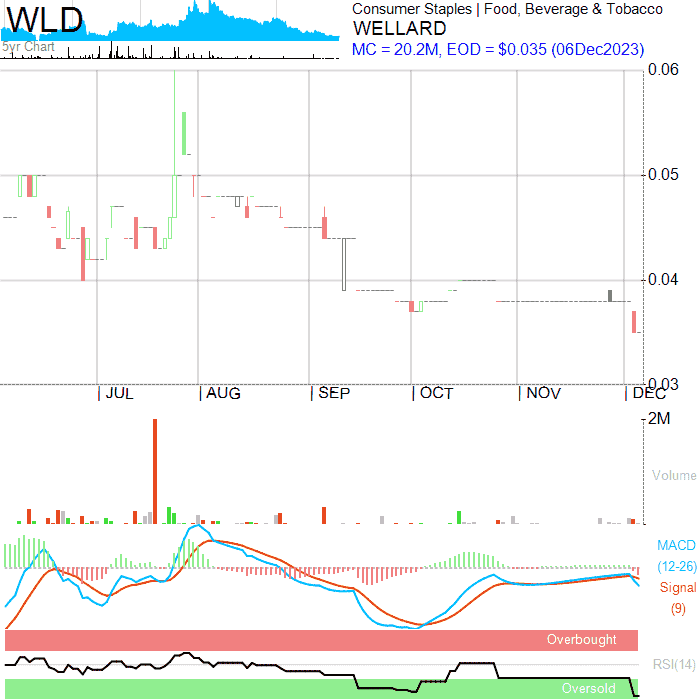 WLD
5yr Chart
Consumer Staples | Food, Beverage & Tobacco
WELLARD
MC = 20.2M, EOD = $0.035 (06Dec2023)
0.06
0.05
0.04
0.03
JUL
AUG
SEP
OCT
NOV
DEC
2M
Volume
MACD
(12-26)
Signal
(9)
Overbought
RSI(14)
Oversold